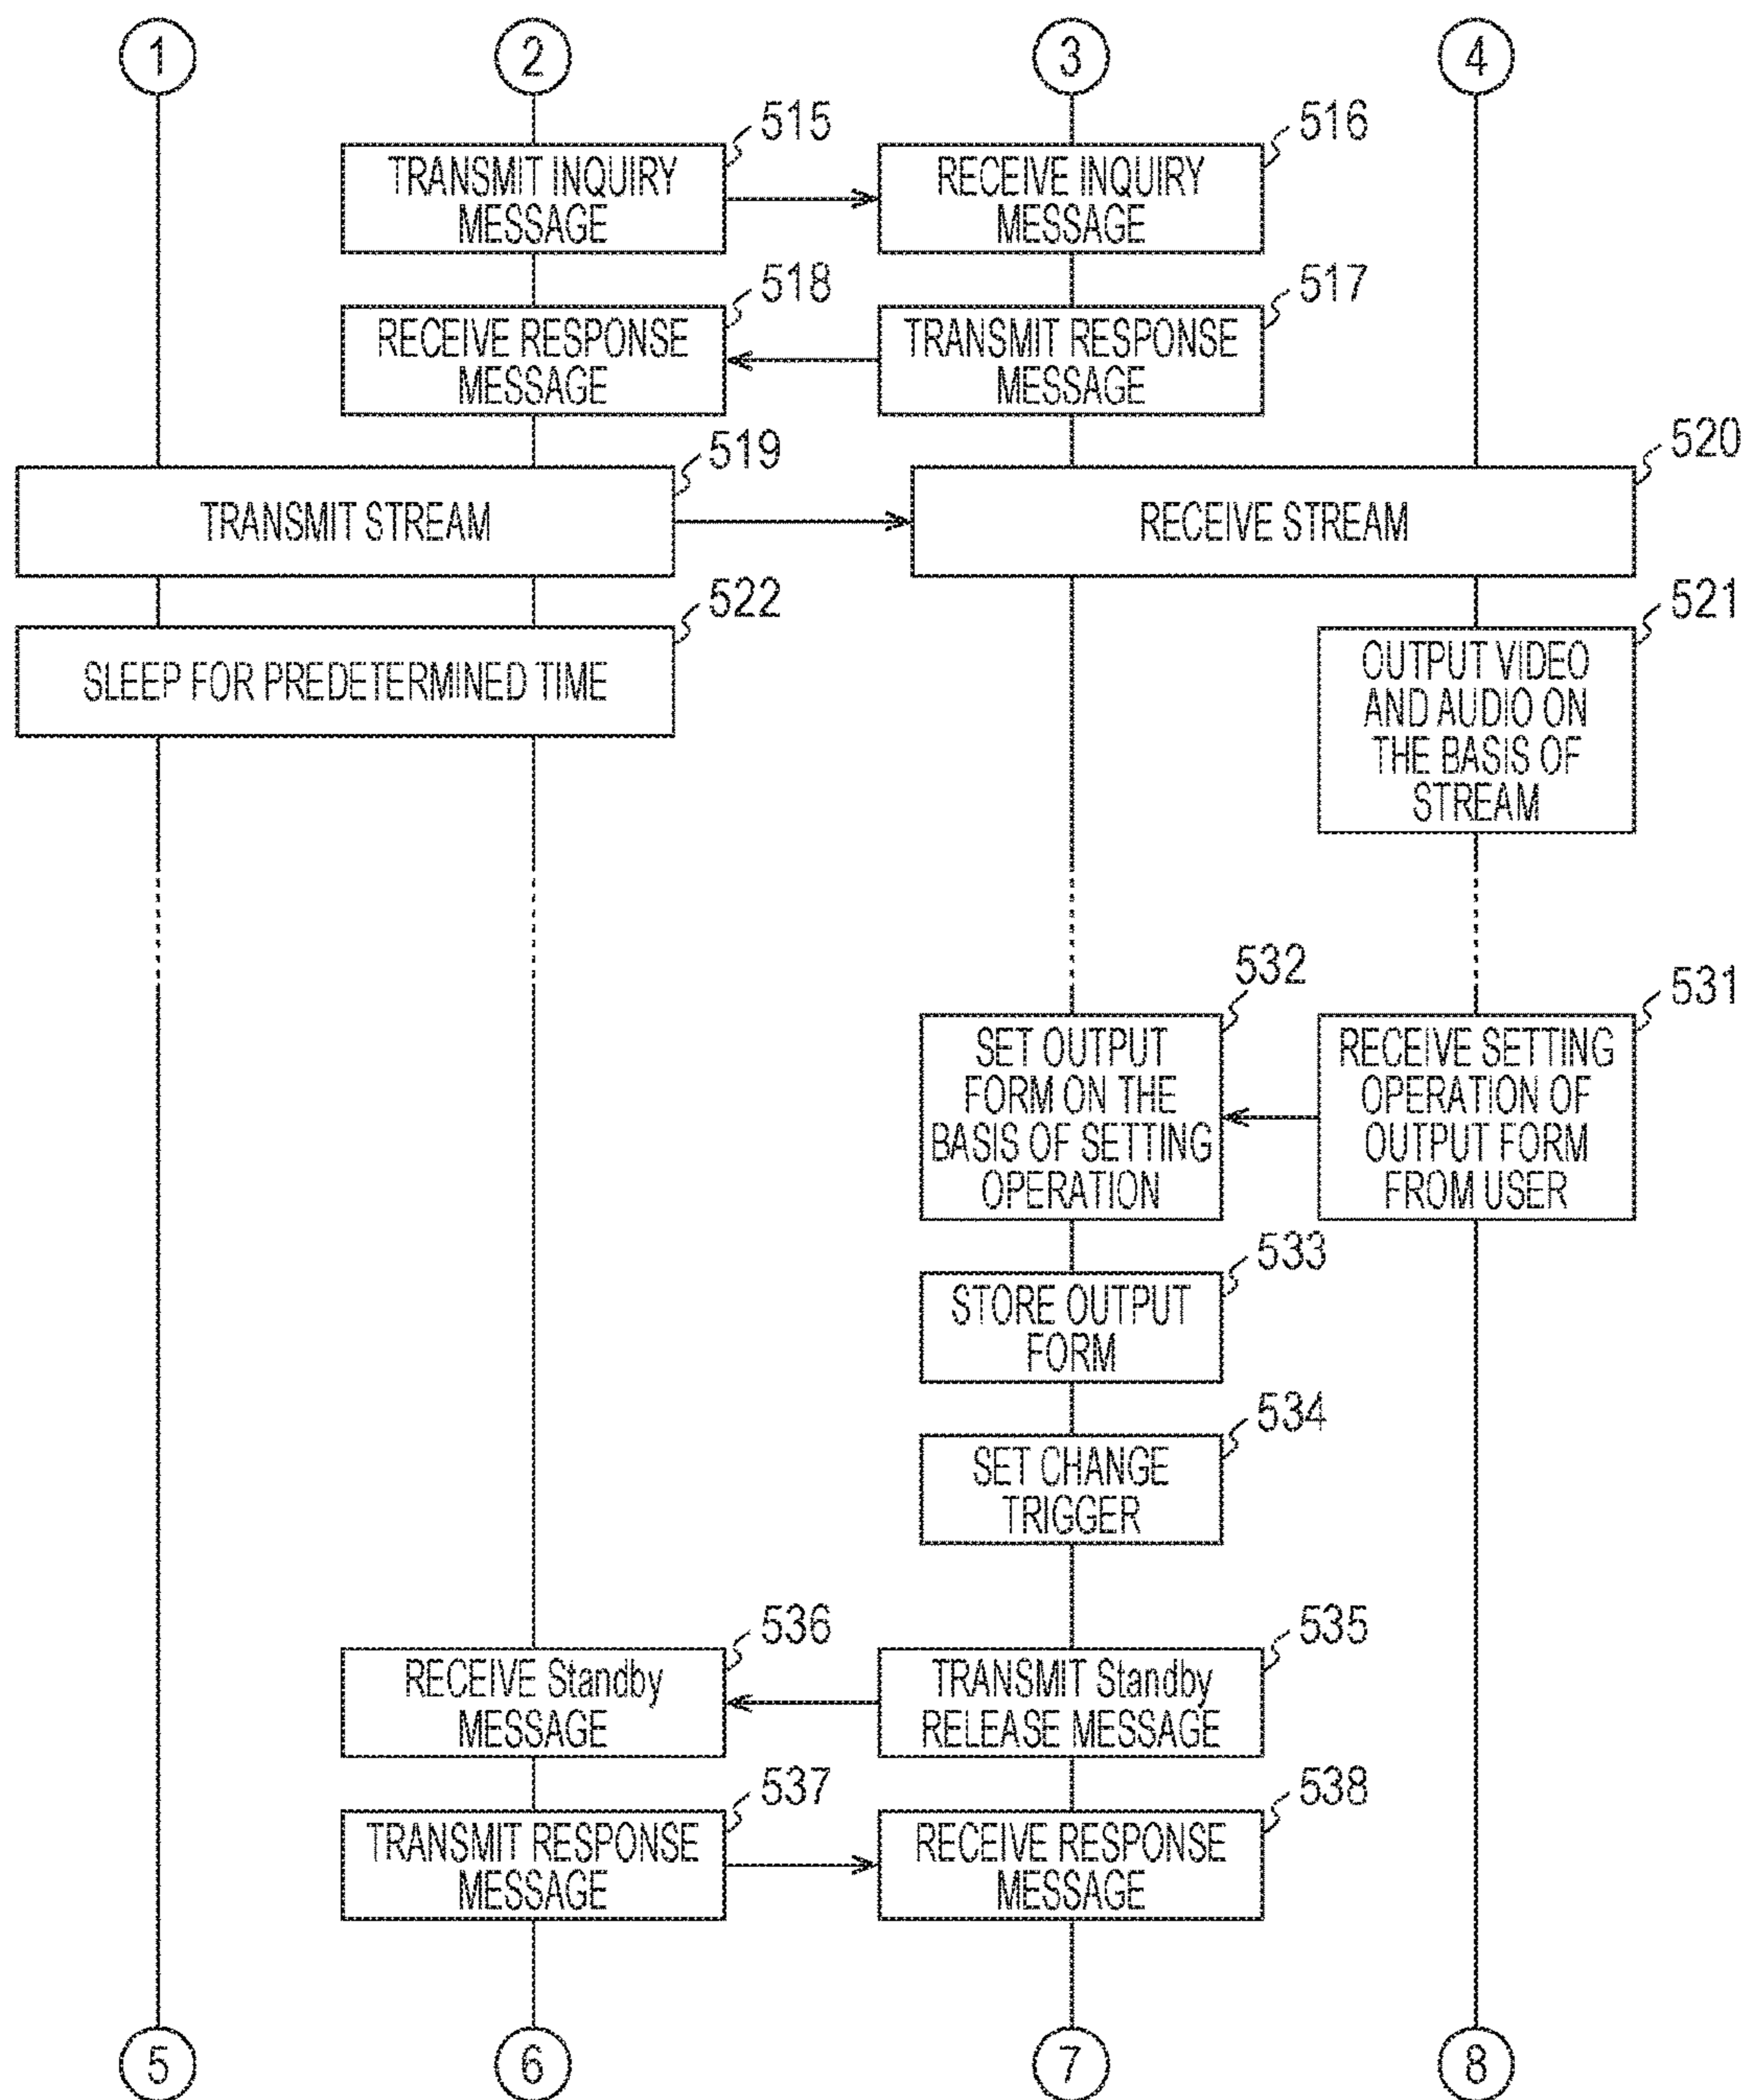 1
2
3
4
515
516
TRANSMIT INQUIRY
MESSAGE
RECEIVE INQUIRY
MESSAGE
518
517
RECEIVE RESPONSE
MESSAGE
TRANSMIT RESPONSE
MESSAGE
519
520
TRANSMIT STREAM
RECEIVE STREAM
522
521
SLEEP FOR PREDETERMINED TIME
OUTPUT VIDEO
AND AUDIO ON
THE BASIS OF
STREAM
532
531
SET OUTPUT
FORM ON THE
BASIS OF SETTING
OPERATION
RECEIVE SETTING
OPERATION OF
OUTPUT FORM
FROM USER
533
STORE OUTPUT
FORM
534
SET CHANGE
TRIGGER
536
535
RECEIVE Standby
MESSAGE
TRANSMIT Standby
RELEASE MESSAGE
537
538
TRANSMIT RESPONSE
MESSAGE
RECEIVE RESPONSE
MESSAGE
5
6
7
8